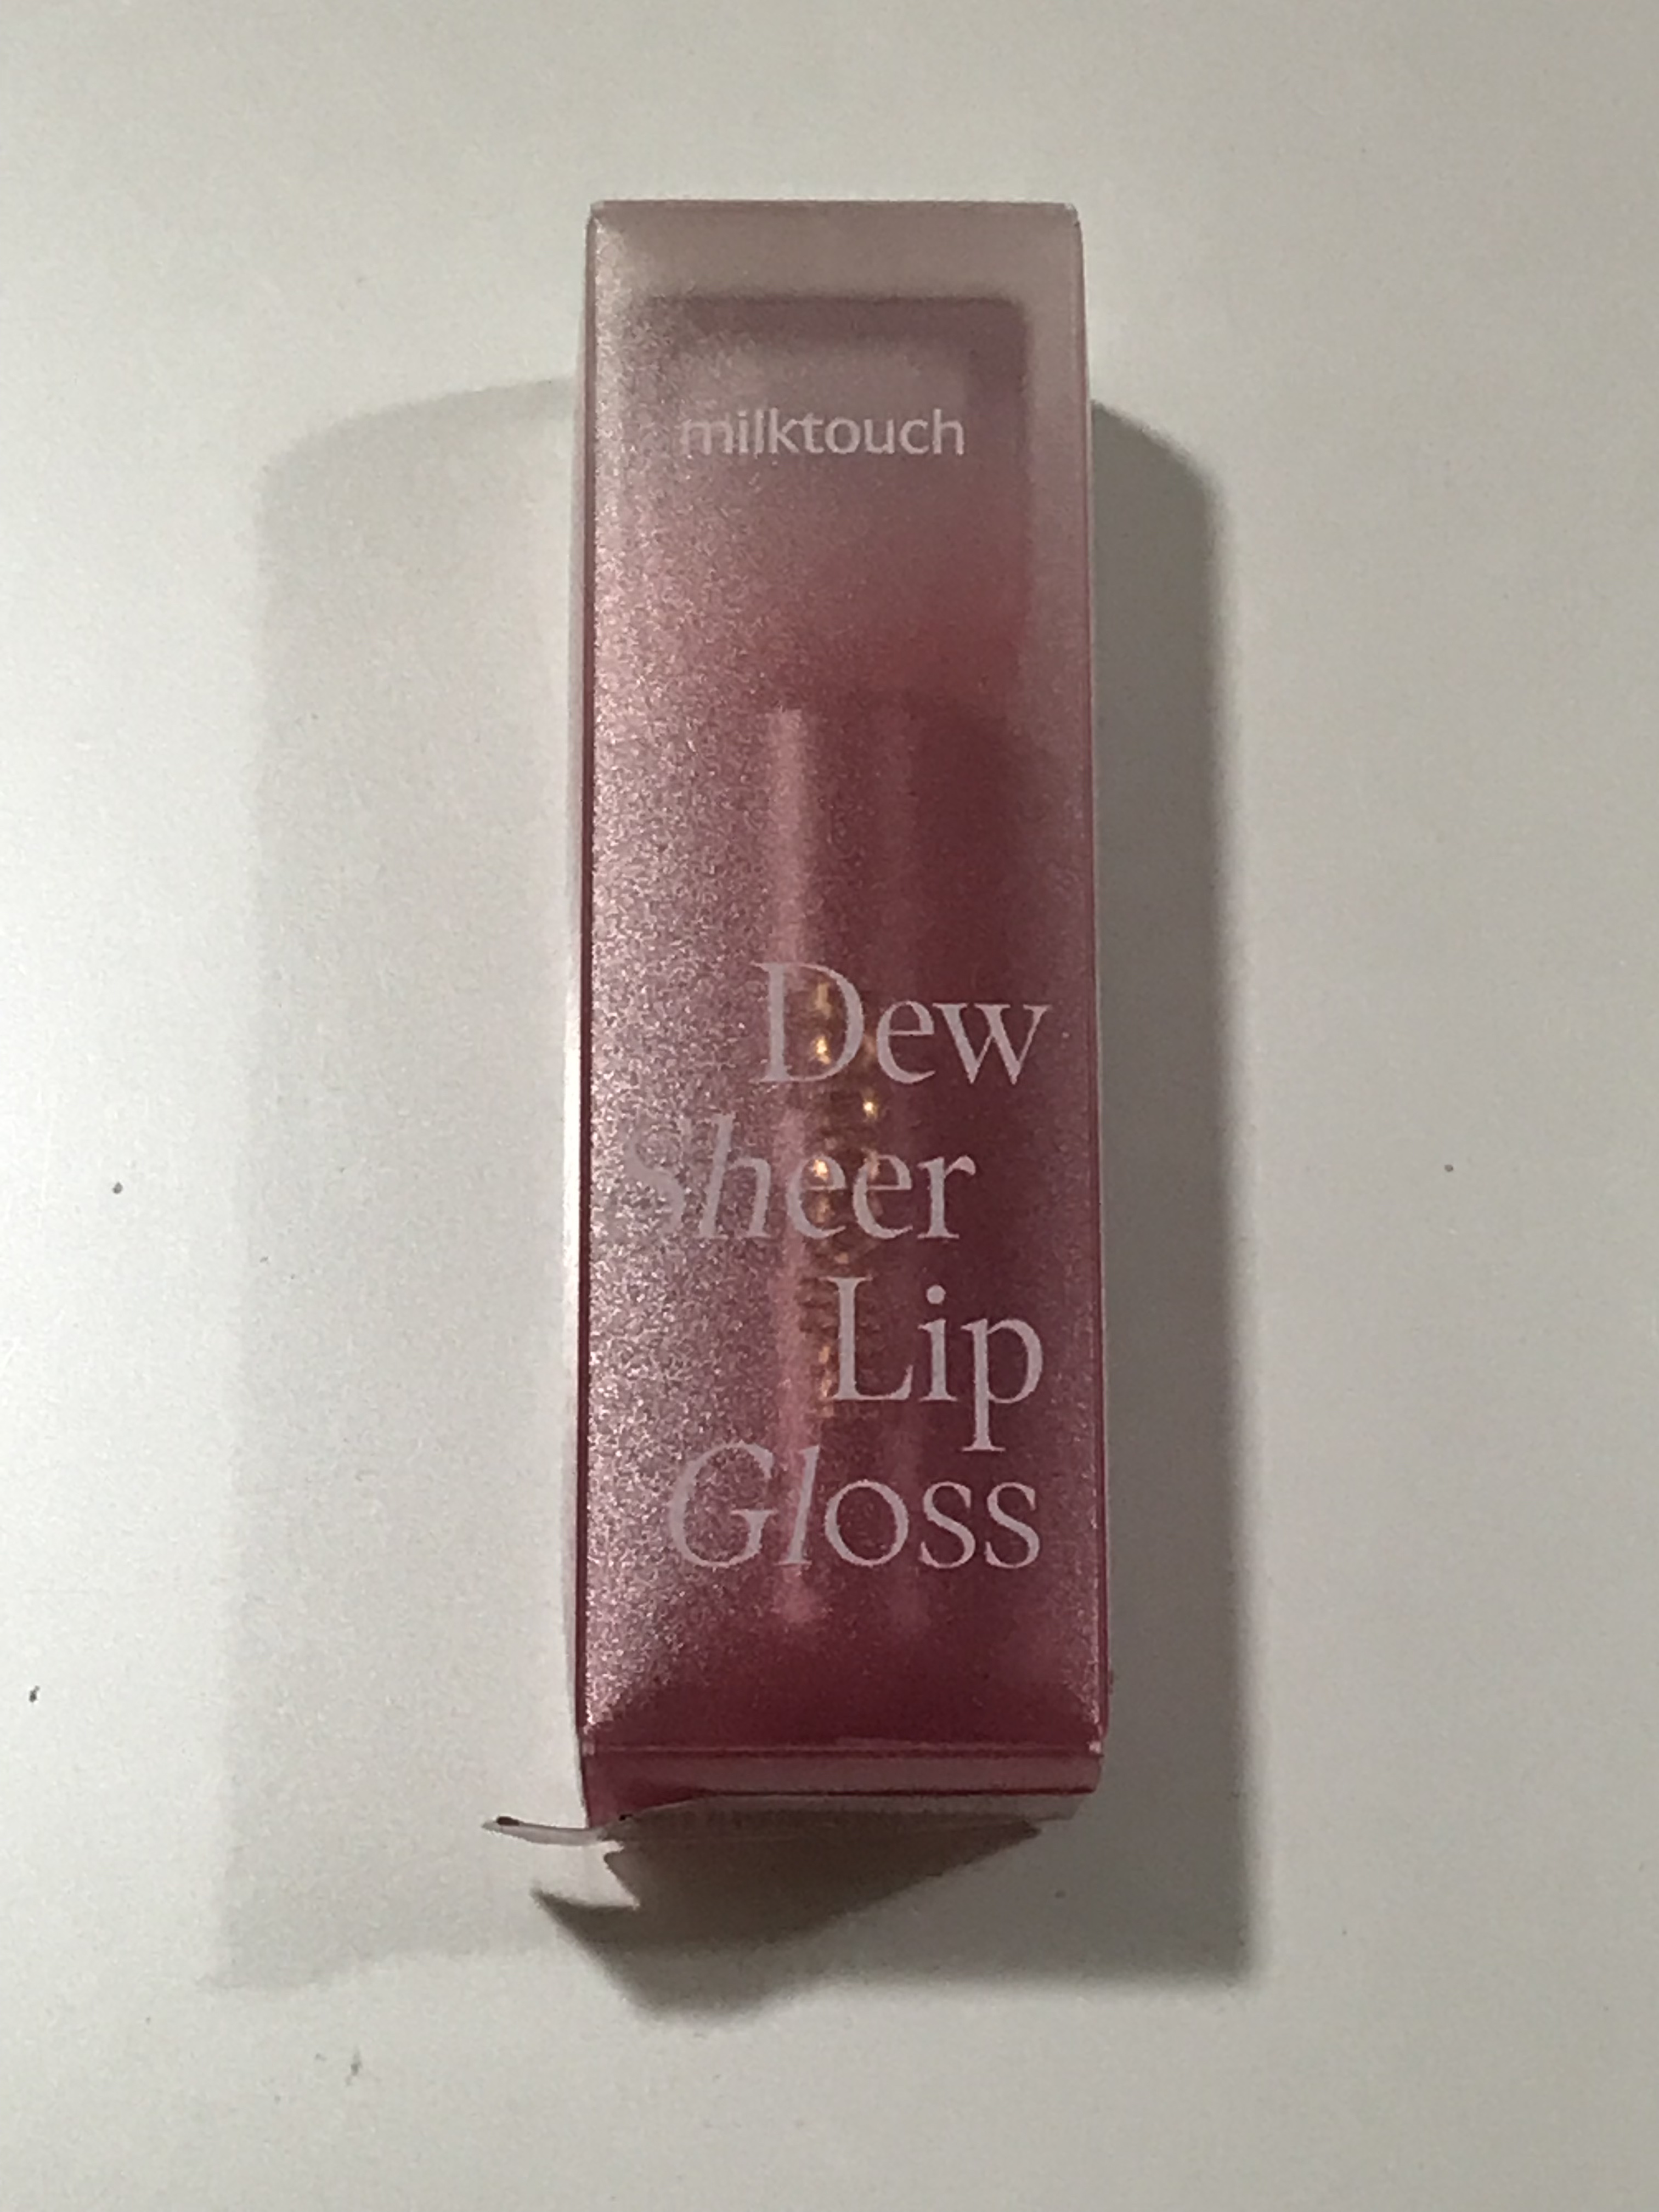 milktouch
Dew
Sheer
Lip
Gloss